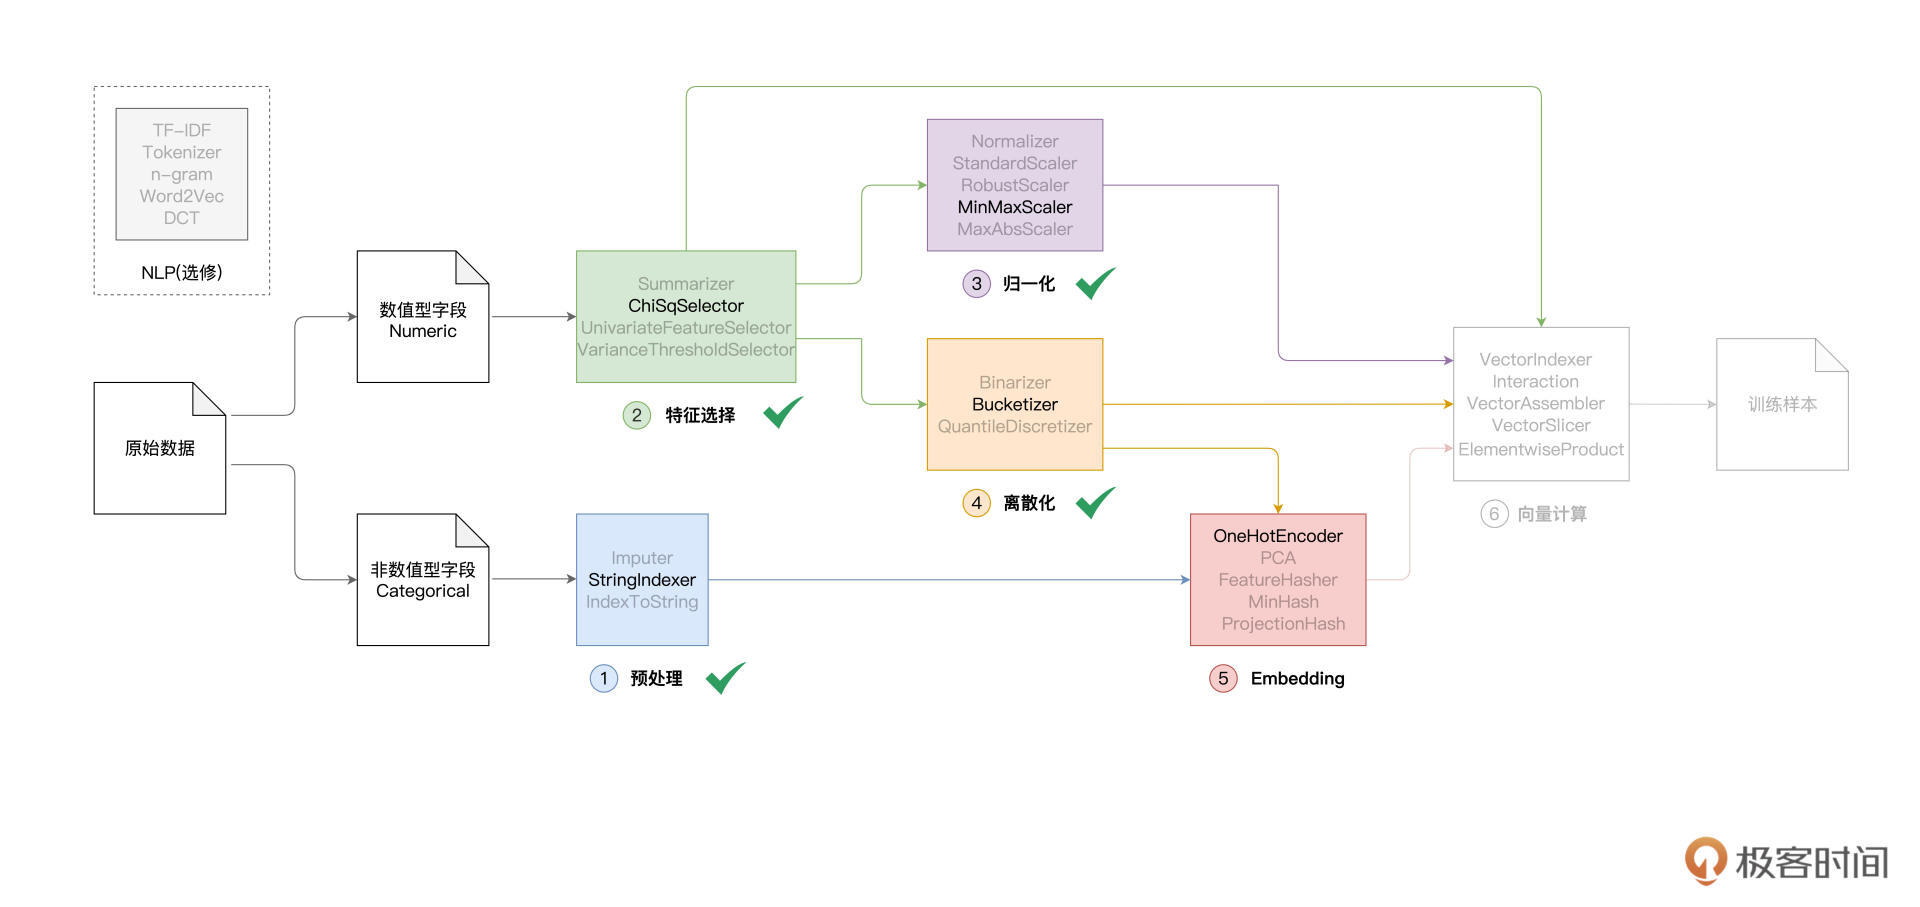 TF-IDF
Tokenizer
n-gram
Word2Vec
DCT
NLP(选修)
原始数据
数值型字段
Numeric
非数值型字段
Categorical
Summarizer
ChiSqSelector
UnivariateFeatureSelector
VarianceThresholdSelector
2 特征选择
Imputer
StringIndexer
IndexToString
1 预处理
Normalizer
StandardScaler
RobustScaler
MinMaxScaler
MaxAbsScaler
3 归一化
Binarizer
Bucketizer
QuantileDiscretizer
4 离散化
OneHotEncoder
PCA
FeatureHasher
MinHash
ProjectionHash
5 Embedding
VectorIndexer
Interaction
VectorAssembler
VectorSlicer
ElementwiseProduct
6 向量计算
训练样本
极客时间